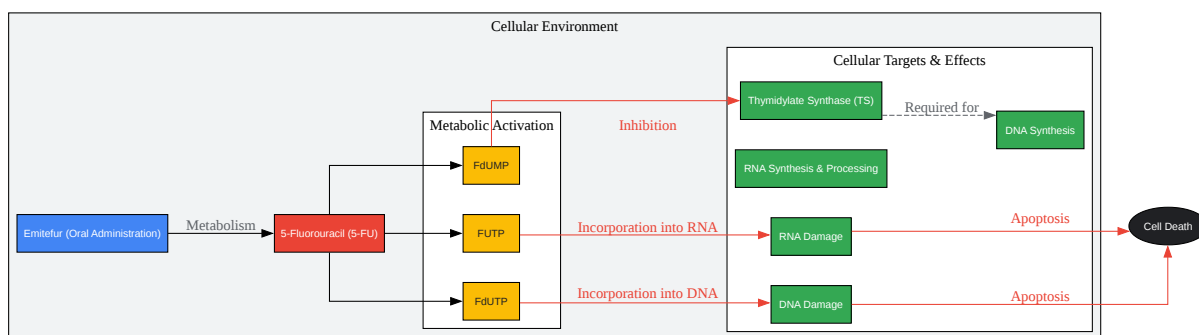 Cellular Environment
Cellular Targets & Effects
Thymidylate Synthase (TS)
Required for
DNA Synthesis
Metabolic Activation
Inhibition
FdUMP
RNA Synthesis & Processing
Emitefur (Oral Administration)
Metabolism
5-Fluorouracil (5-FU)
FUTP
Incorporation into RNA
RNA Damage
Apoptosis
Cell Death
FdUTP
Incorporation into DNA
DNA Damage
Apoptosis